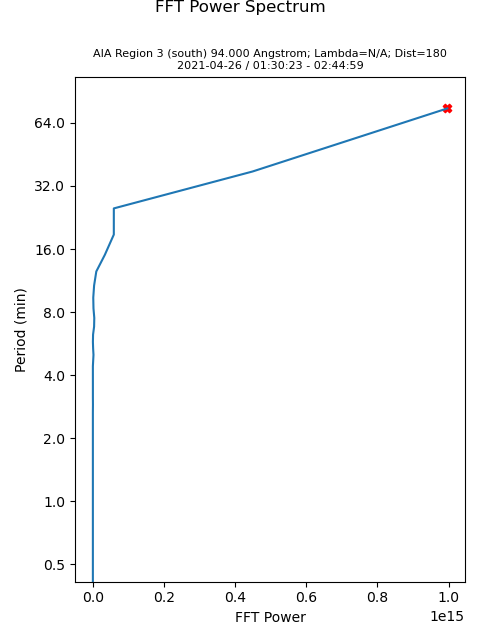 FFT Power Spectrum
AIA Region 3 (south) 94.000 Angstrom; Lambda=N/A; Dist=180
2021-04-26 / 01:30:23 - 02:44:59
64.0
32.0
16.0
8.0
4.0
2.0
1.0
0.5
Period (min)
0.0 0.2 0.4 0.6 0.8 1.0
1e15
FFT Power